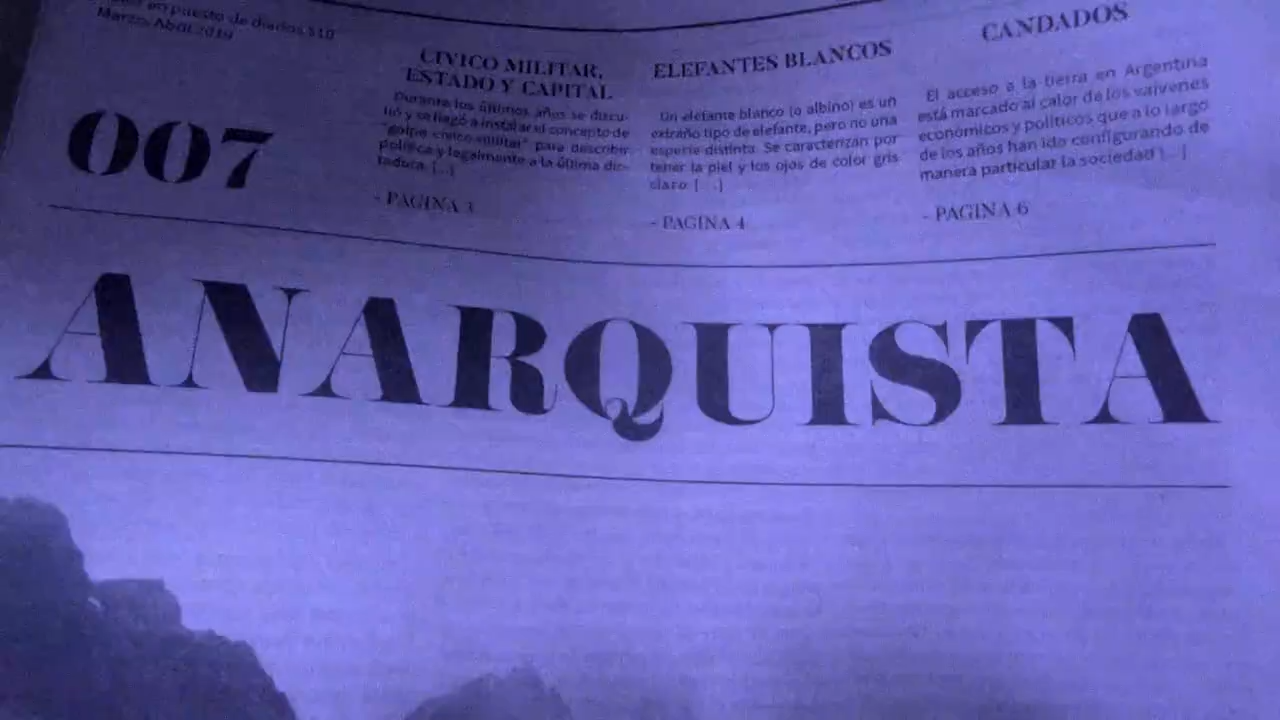 en puesto de diarios $10
Marzo-Abril 2019
007
CIVICO MILITAR,
ESTADO Y CAPITAL
Durante los últimos años se discu-
tió y se llegó a instalar el concepto de
"golpe cívico-militar" para describir
política y legalmente a la última dic-
tadura. [...]
- PAGINA 3
ELEFANTES BLANCOS
Un elefante blanco (o albino) es un
extraño tipo de elefante, pero no una
especie distinta. Se caracterizan por
tener la piel y los ojos de color gris
claro [...]
- PAGINA 4
CANDADOS
El acceso a la tierra en Argentina
está marcado al calor de los vaivenes
económicos y políticos que a lo largo
de los años han ido configurando de
manera particular la sociedad [...]
- PAGINA 6
ANARQUISTA